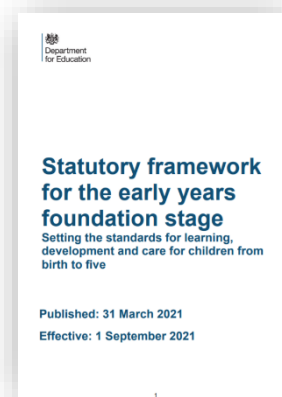 Department
for Education
Statutory framework
for the early years
foundation stage
Setting the standards for learning,
development and care for children from
birth to five
Published: 31 March 2021
Effective: 1 September 2021
1